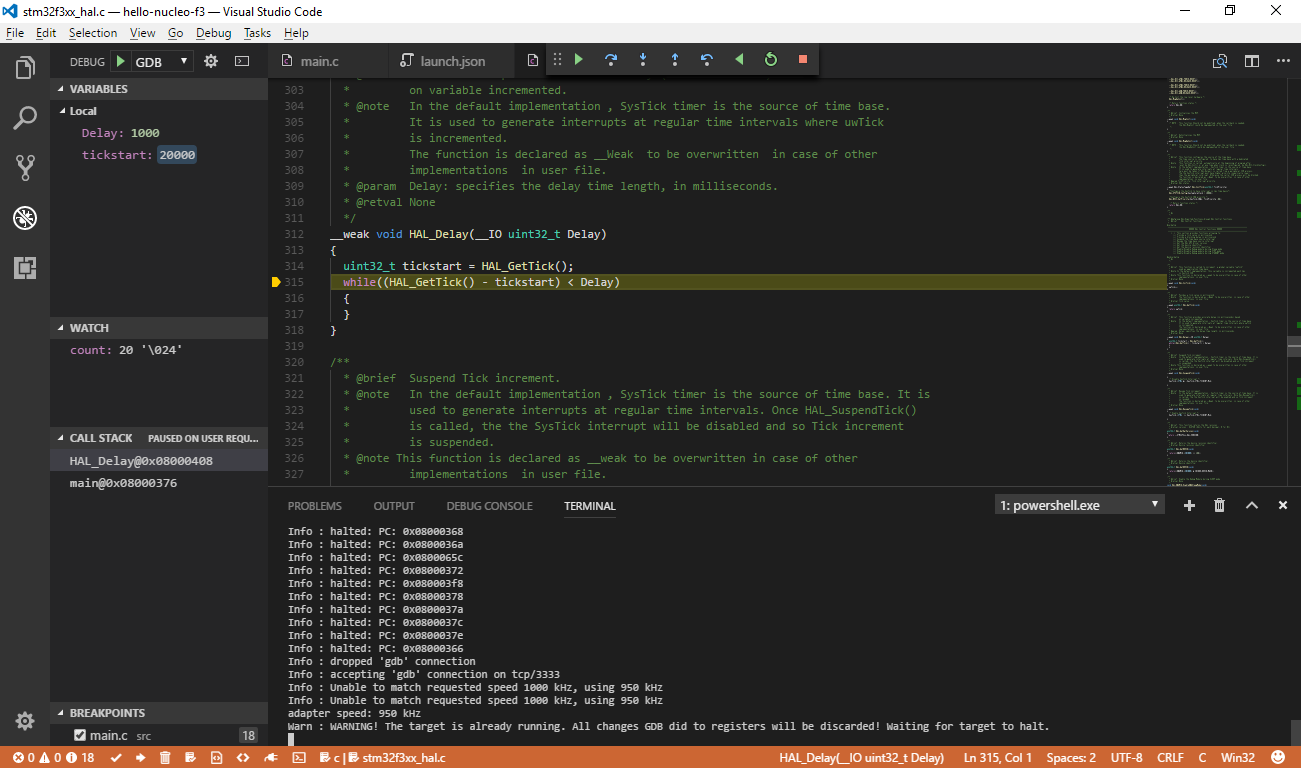 stm32f3xx_hal.c — hello-nucleo-f3 — Visual Studio Code
File Edit Selection View Go Debug Tasks Help
DEBUG GDB
main.c launch.json
VARIABLES
Local
Delay: 1000
tickstart: 20000
WATCH
count: 20 '\024'
CALL STACK PAUSED ON USER REQU...
HAL_Delay@0x08000408
main@0x08000376
BREAKPOINTS
main.c src 18
303 * on variable incremented.
304 * @note In the default implementation , SysTick timer is the source of time base.
305 * It is used to generate interrupts at regular time intervals where uwTick
306 * is incremented.
307 * The function is declared as __Weak to be overwritten in case of other
308 * implementations in user file.
309 * @param Delay: specifies the delay time length, in milliseconds.
310 * @retval None
311 */
312 __weak void HAL_Delay(__IO uint32_t Delay)
313 {
314 uint32_t tickstart = HAL_GetTick();
315 while((HAL_GetTick() - tickstart) < Delay)
316 {
317 }
318 }
319
320 /**
321 * @brief Suspend Tick increment.
322 * @note In the default implementation , SysTick timer is the source of time base. It is
323 * used to generate interrupts at regular time intervals. Once HAL_SuspendTick()
324 * is called, the the SysTick interrupt will be disabled and so Tick increment
325 * is suspended.
326 * @note This function is declared as __weak to be overwritten in case of other
327 * implementations in user file.
PROBLEMS OUTPUT DEBUG CONSOLE TERMINAL 1: powershell.exe
Info : halted: PC: 0x08000368
Info : halted: PC: 0x0800036a
Info : halted: PC: 0x0800065c
Info : halted: PC: 0x08000372
Info : halted: PC: 0x080003f8
Info : halted: PC: 0x08000378
Info : halted: PC: 0x0800037a
Info : halted: PC: 0x0800037c
Info : halted: PC: 0x0800037e
Info : halted: PC: 0x08000366
Info : dropped 'gdb' connection
Info : accepting 'gdb' connection on tcp/3333
Info : Unable to match requested speed 1000 kHz, using 950 kHz
Info : Unable to match requested speed 1000 kHz, using 950 kHz
adapter speed: 950 kHz
Warn : WARNING! The target is already running. All changes GDB did to registers will be discarded! Waiting for target to halt.
0 0 18 c | stm32f3xx_hal.c HAL_Delay(__IO uint32_t Delay) Ln 315, Col 1 Spaces: 2 UTF-8 CRLF C Win32